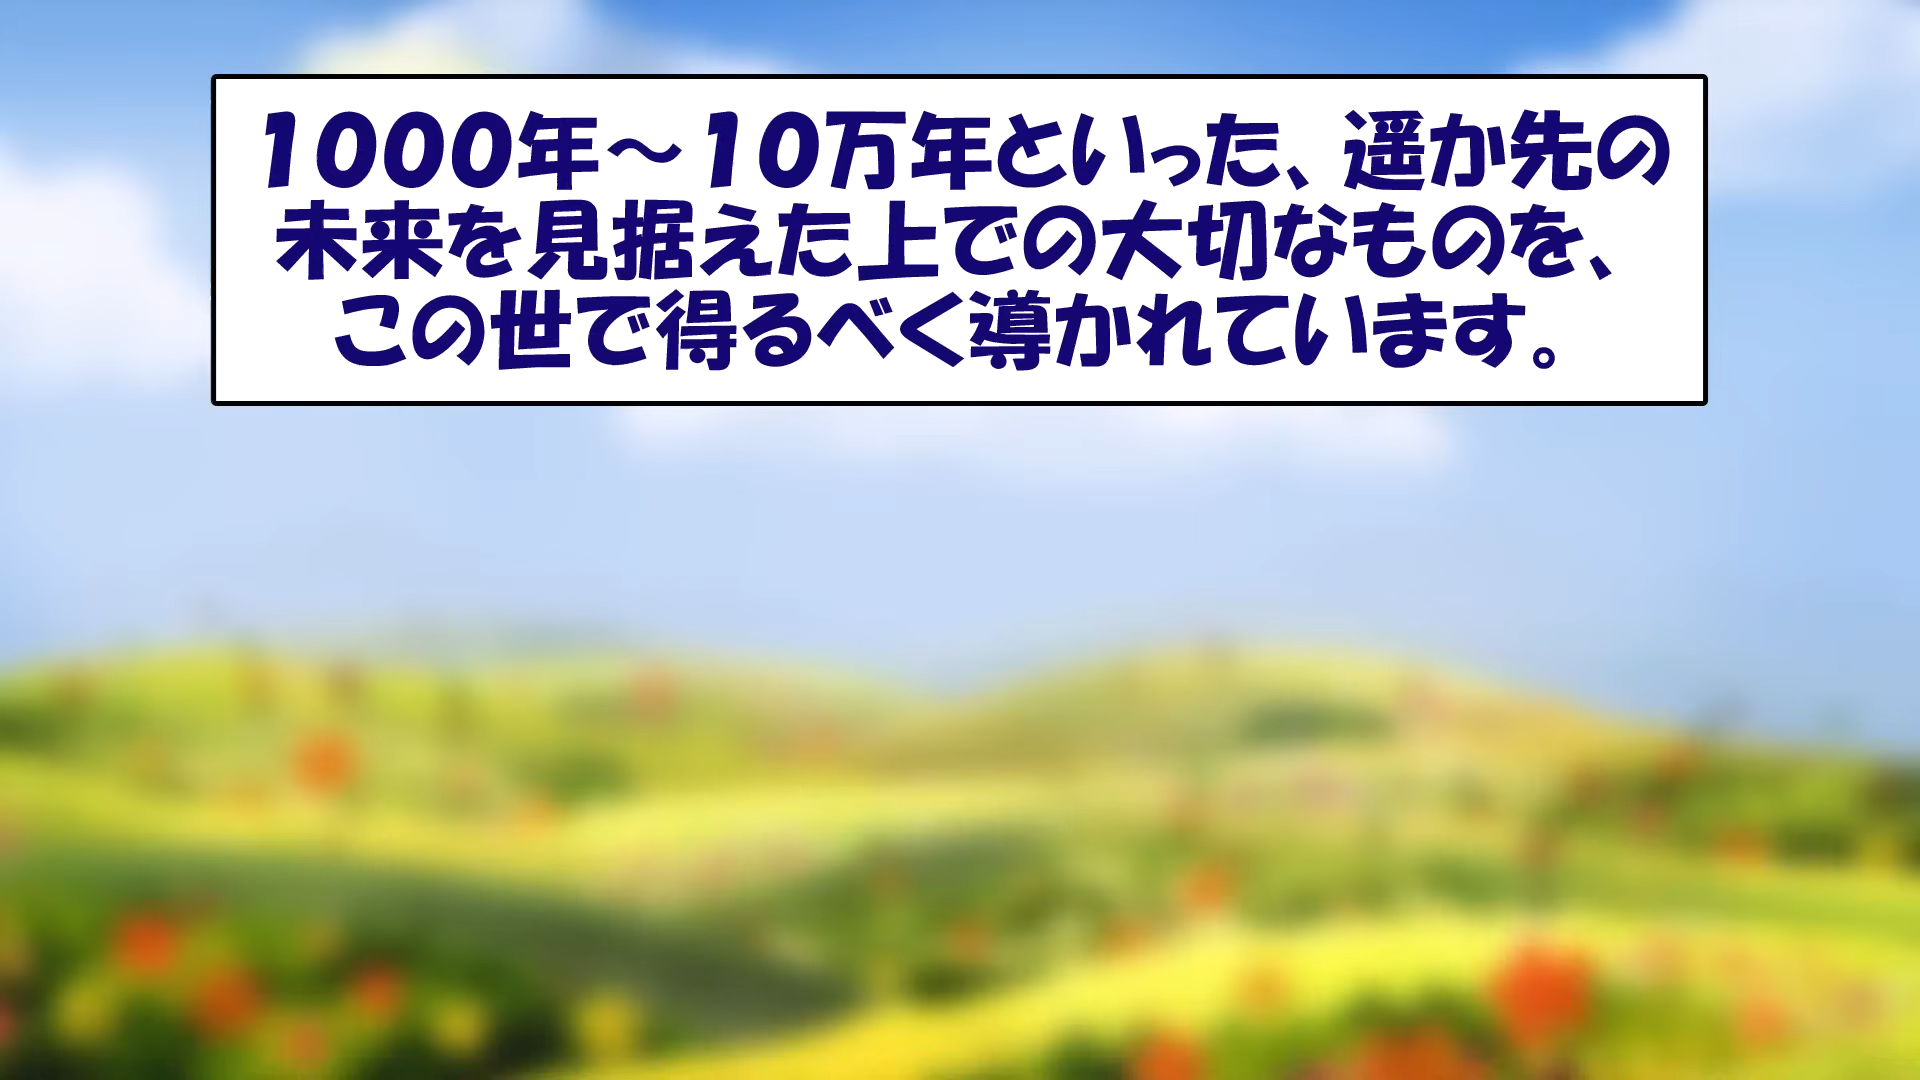 1000年～10万年といった、遥か先の
未来を見据えた上での大切なものを、
この世で得るべく導かれています。